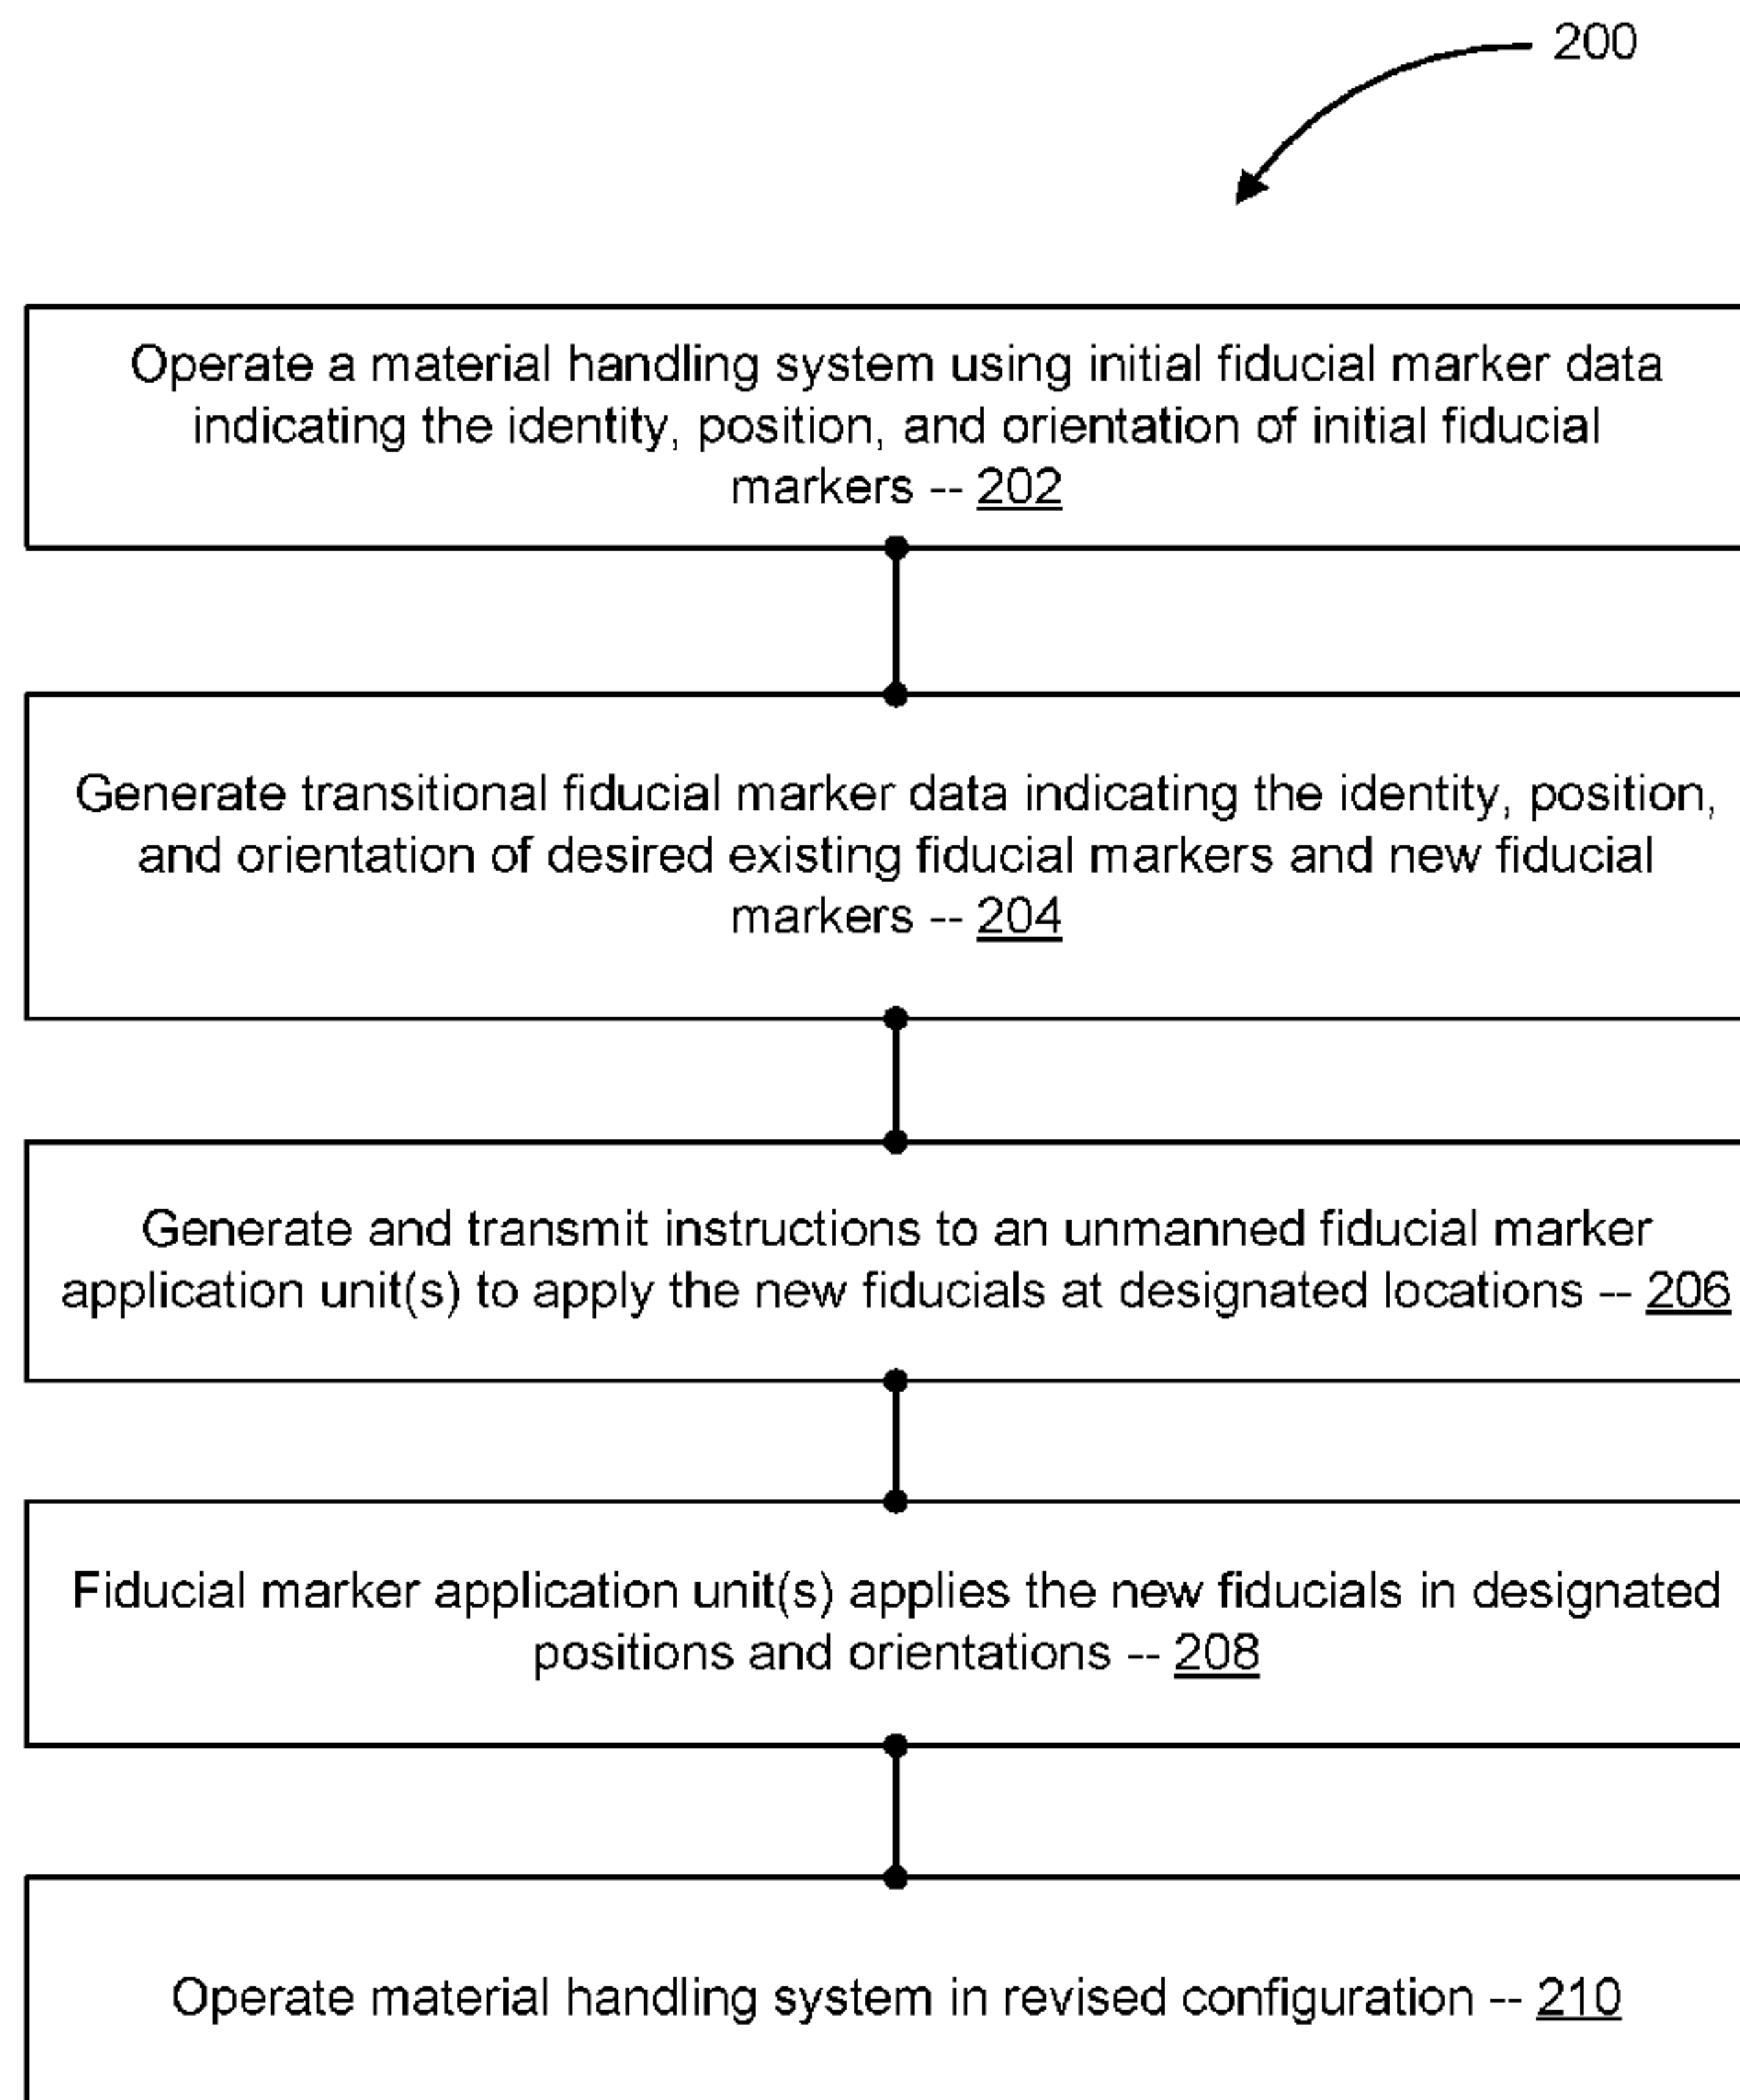 200
Operate a material handling system using initial fiducial marker data
indicating the identity, position, and orientation of initial fiducial
markers -- 202
Generate transitional fiducial marker data indicating the identity, position,
and orientation of desired existing fiducial markers and new fiducial
markers -- 204
Generate and transmit instructions to an unmanned fiducial marker
application unit(s) to apply the new fiducials at designated locations -- 206
Fiducial marker application unit(s) applies the new fiducials in designated
positions and orientations -- 208
Operate material handling system in revised configuration -- 210